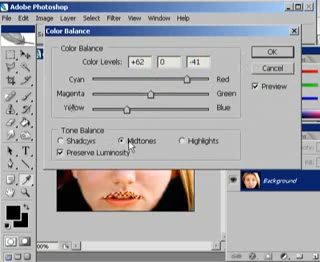 Adobe Photoshop
File Edit Image Layer Select Filter View Window Help
Color Balance
Color Balance
Color Levels: +62 0 -41
Cyan Red
Magenta Green
Yellow Blue
Tone Balance
Shadows Midtones Highlights
Preserve Luminosity
OK
Cancel
Preview
Background